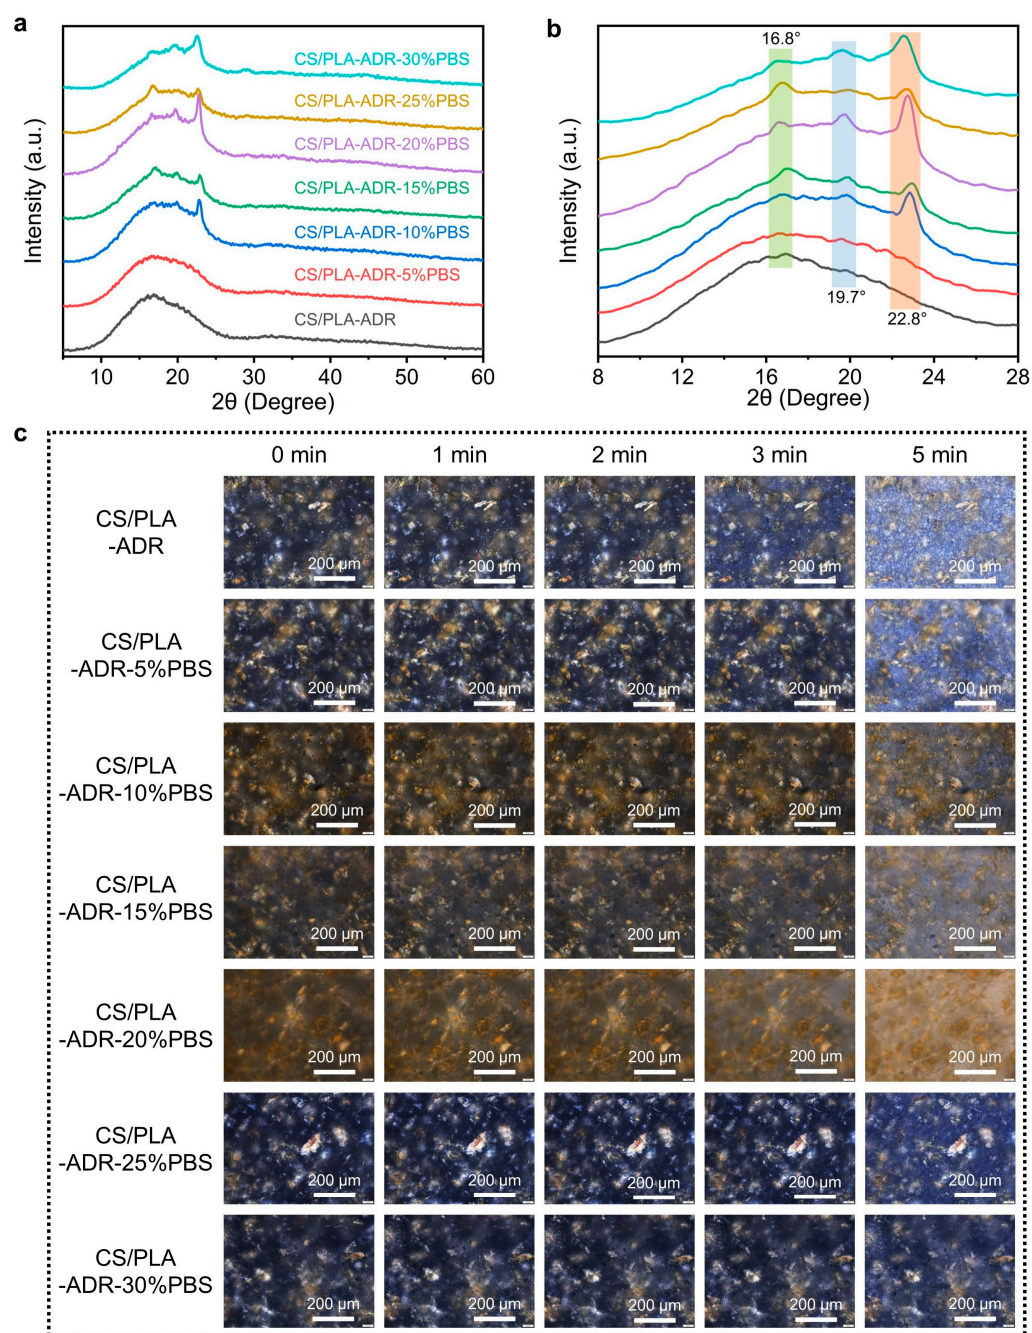 a
CS/PLA-ADR-30%PBS
CS/PLA-ADR-25%PBS
CS/PLA-ADR-20%PBS
CS/PLA-ADR-15%PBS
CS/PLA-ADR-10%PBS
CS/PLA-ADR-5%PBS
CS/PLA-ADR
Intensity (a.u.)
10 20 30 40 50 60
2θ (Degree)
b
16.8°
19.7°
22.8°
Intensity (a.u.)
8 12 16 20 24 28
2θ (Degree)
c
0 min 1 min 2 min 3 min 5 min
CS/PLA
-ADR
200 μm 200 μm 200 μm 200 μm 200 μm
CS/PLA
-ADR-5%PBS
200 μm 200 μm 200 μm 200 μm 200 μm
CS/PLA
-ADR-10%PBS
200 μm 200 μm 200 μm 200 μm 200 μm
CS/PLA
-ADR-15%PBS
200 μm 200 μm 200 μm 200 μm 200 μm
CS/PLA
-ADR-20%PBS
200 μm 200 μm 200 μm 200 μm 200 μm
CS/PLA
-ADR-25%PBS
200 μm 200 μm 200 μm 200 μm 200 μm
CS/PLA
-ADR-30%PBS
200 μm 200 μm 200 μm 200 μm 200 μm